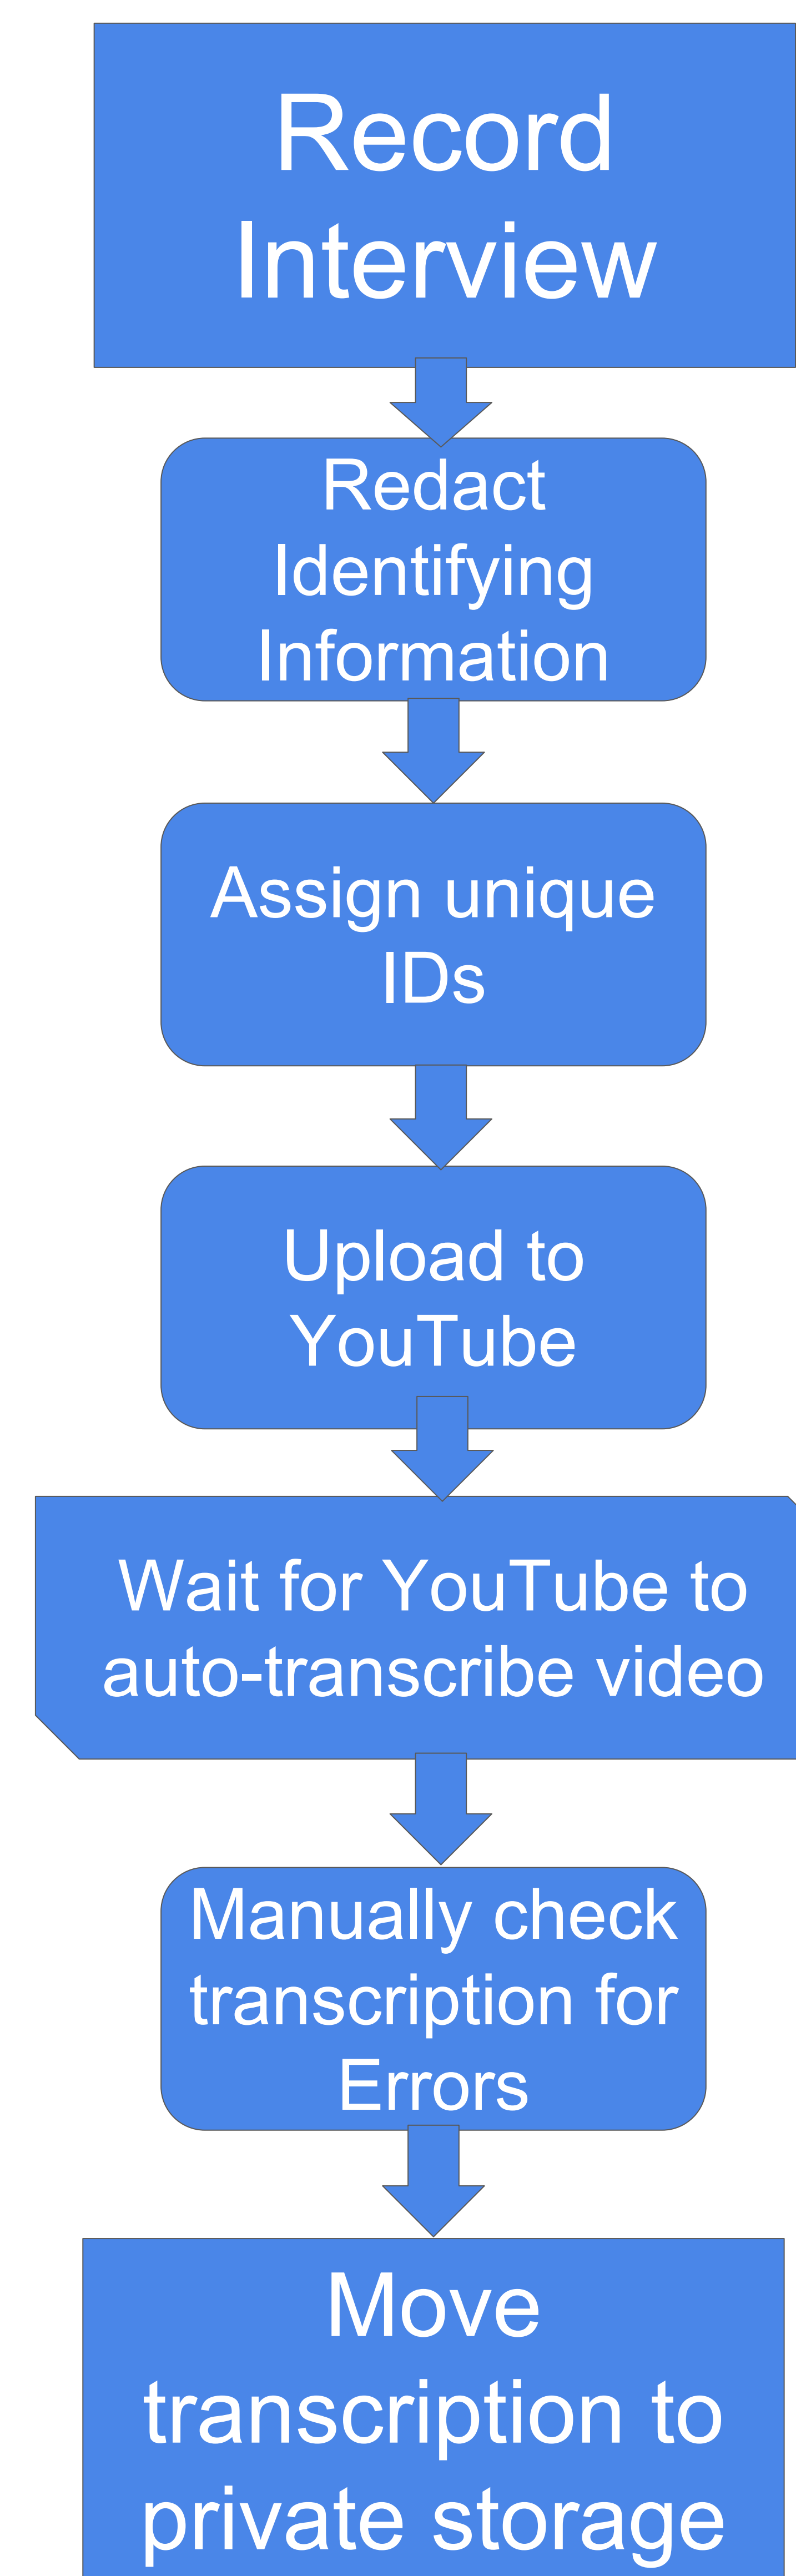 Record
Interview
Redact
Identifying
Information
Assign unique
IDs
Upload to
YouTube
Wait for YouTube to
auto-transcribe video
Manually check
transcription for
Errors
Move
transcription to
private storage